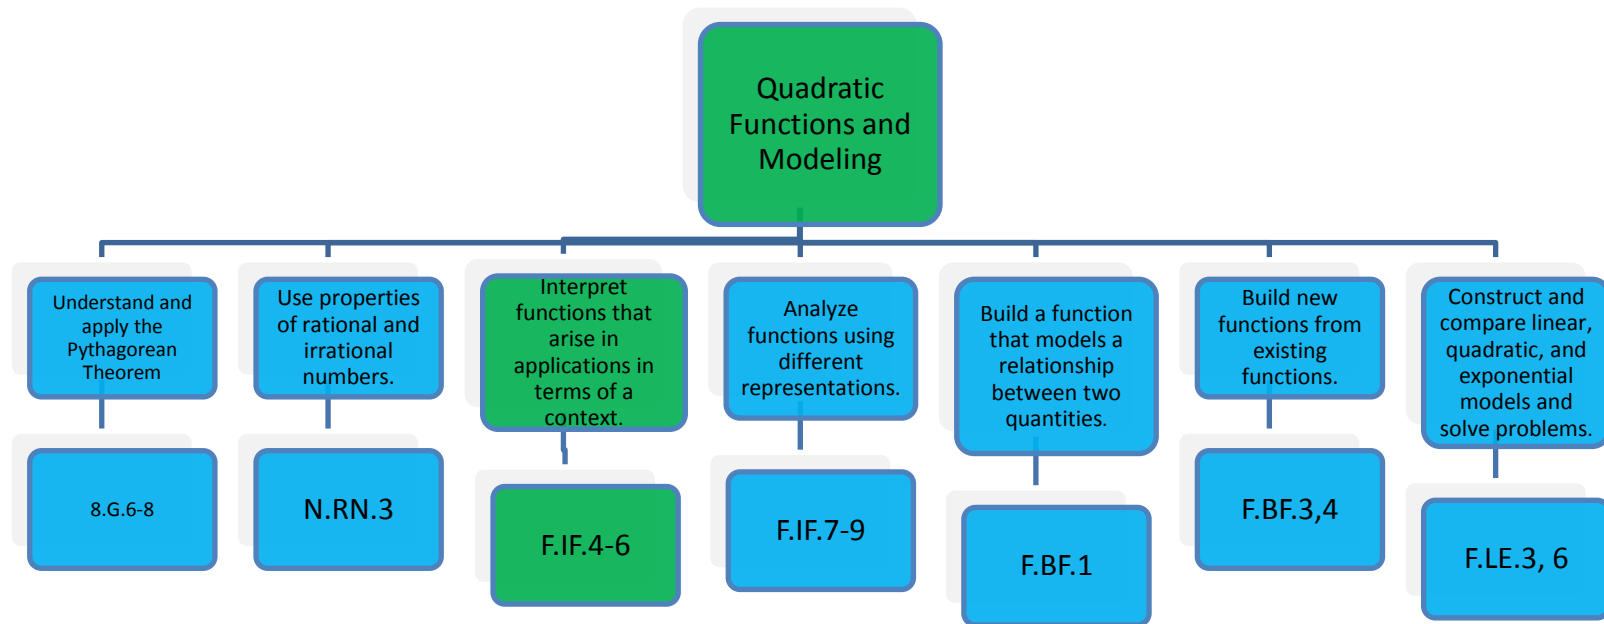 Quadratic
Functions and
Modeling
Understand and
apply the
Pythagorean
Theorem
Use properties
of rational and
irrational
numbers.
Interpret
functions that
arise in
applications in
terms of a
context.
Analyze
functions using
different
representations.
Build a function
that models a
relationship
between two
quantities.
Build new
functions from
existing
functions.
Construct and
compare linear,
quadratic, and
exponential
models and
solve problems.
8.G.6-8
N.RN.3
F.IF.4-6
F.IF.7-9
F.BF.1
F.BF.3,4
F.LE.3, 6